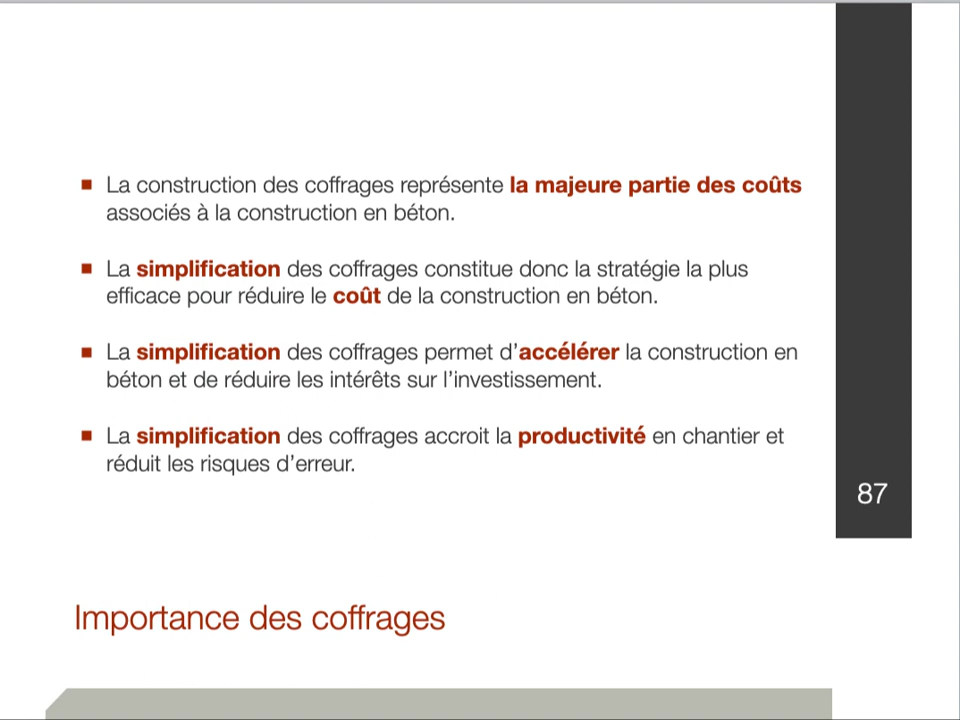 La construction des coffrages représente la majeure partie des coûts
associés à la construction en béton.
La simplification des coffrages constitue donc la stratégie la plus
efficace pour réduire le coût de la construction en béton.
La simplification des coffrages permet d'accélérer la construction en
béton et de réduire les intérêts sur l'investissement.
La simplification des coffrages accroit la productivité en chantier et
réduit les risques d'erreur.
87
Importance des coffrages